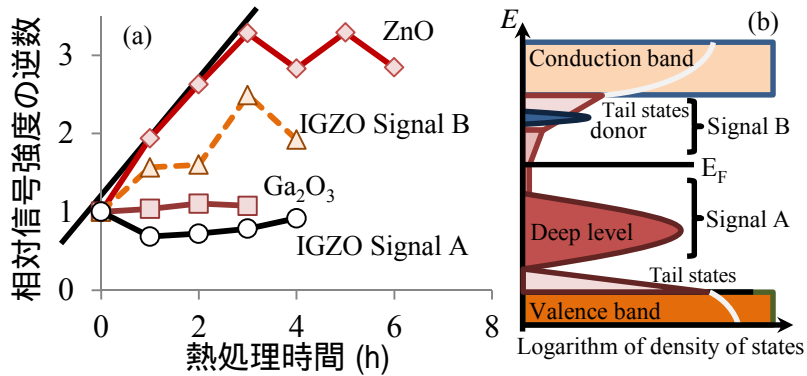 (a)
ZnO
IGZO Signal B
Ga₂O₃
IGZO Signal A
3
2
1
0
0 2 4 6 8
相対信号強度の逆数
熱処理時間 (h)
(b)
E
Conduction band
Tail states
donor
Signal B
E_F
Signal A
Deep level
Tail states
Valence band
Logarithm of density of states